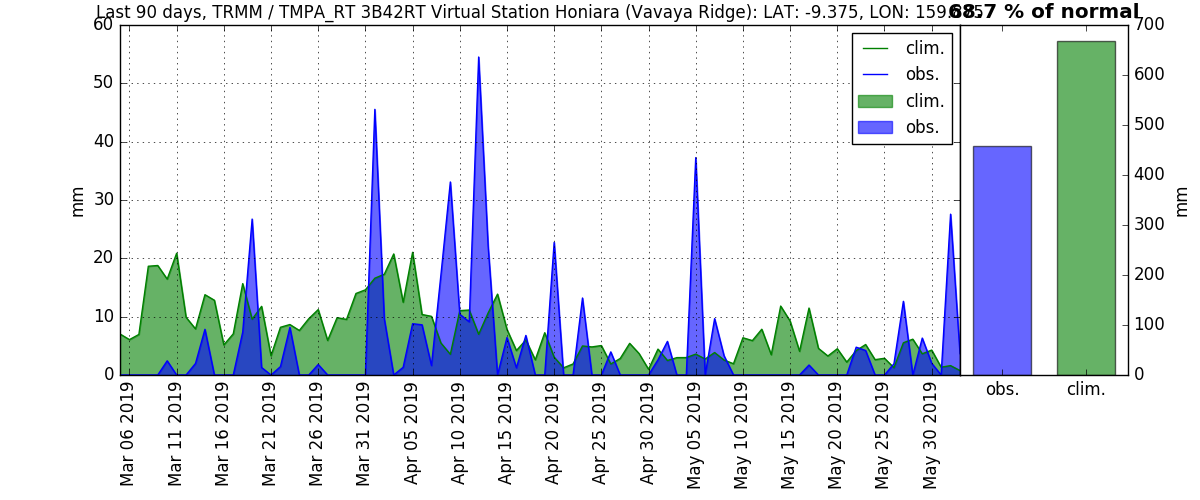 Last 90 days, TRMM / TMPA_RT 3B42RT Virtual Station Honiara (Vavaya Ridge): LAT: -9.375, LON: 159.
68.7 % of normal
60
50
40
30
20
10
0
mm
clim.
obs.
clim.
obs.
700
600
500
400
300
200
100
0
mm
Mar 06 2019
Mar 11 2019
Mar 16 2019
Mar 21 2019
Mar 26 2019
Mar 31 2019
Apr 05 2019
Apr 10 2019
Apr 15 2019
Apr 20 2019
Apr 25 2019
Apr 30 2019
May 05 2019
May 10 2019
May 15 2019
May 20 2019
May 25 2019
May 30 2019
obs.
clim.